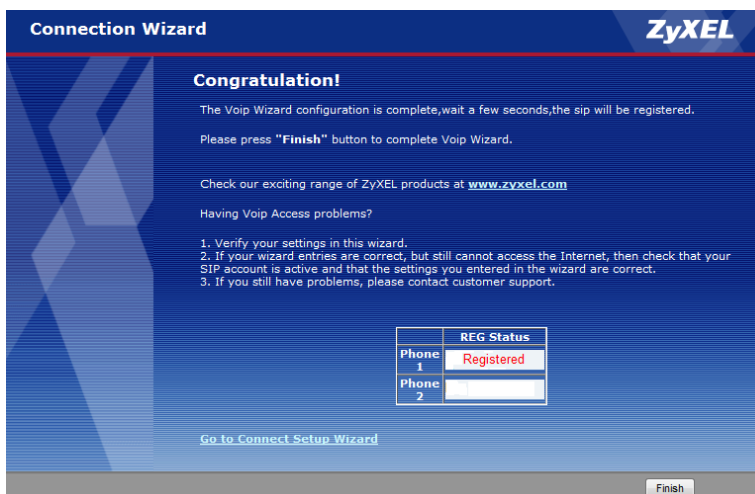 Connection Wizard
ZyXEL
Congratulation!
The Voip Wizard configuration is complete,wait a few seconds,the sip will be registered.
Please press "Finish" button to complete Voip Wizard.
Check our exciting range of ZyXEL products at www.zyxel.com
Having Voip Access problems?
1. Verify your settings in this wizard.
2. If your wizard entries are correct, but still cannot access the Internet, then check that your
SIP account is active and that the settings you entered in the wizard are correct.
3. If you still have problems, please contact customer support.
REG Status
Phone
1
Registered
Phone
2
Go to Connect Setup Wizard
Finish